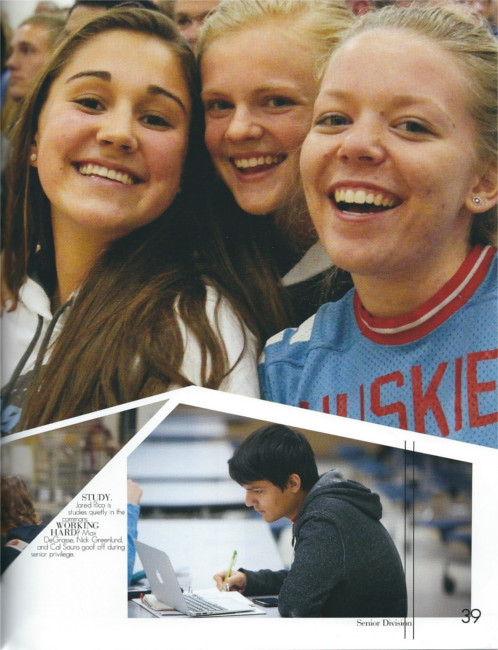 HUSKIE
STUDY.
Jared Rico is
studies quietly in the
commons.
WORKING
HARD? Max
DeGrasse, Nick Greenlund,
and Cal Sauro goof off during
senior privilege.
Senior Division
39